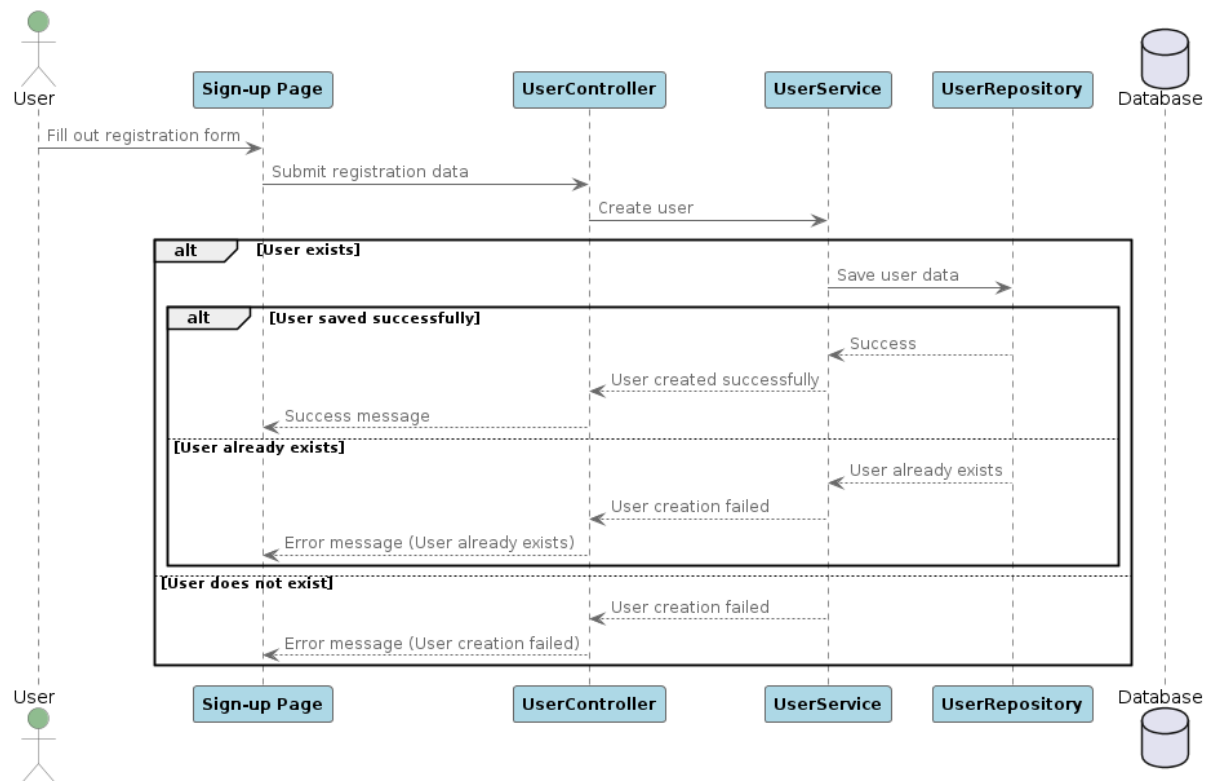 User
Sign-up Page
UserController
UserService
UserRepository
Database
Fill out registration form
Submit registration data
Create user
alt [User exists]
Save user data
alt [User saved successfully]
Success
User created successfully
Success message
[User already exists]
User already exists
User creation failed
Error message (User already exists)
[User does not exist]
User creation failed
Error message (User creation failed)
User
Sign-up Page
UserController
UserService
UserRepository
Database